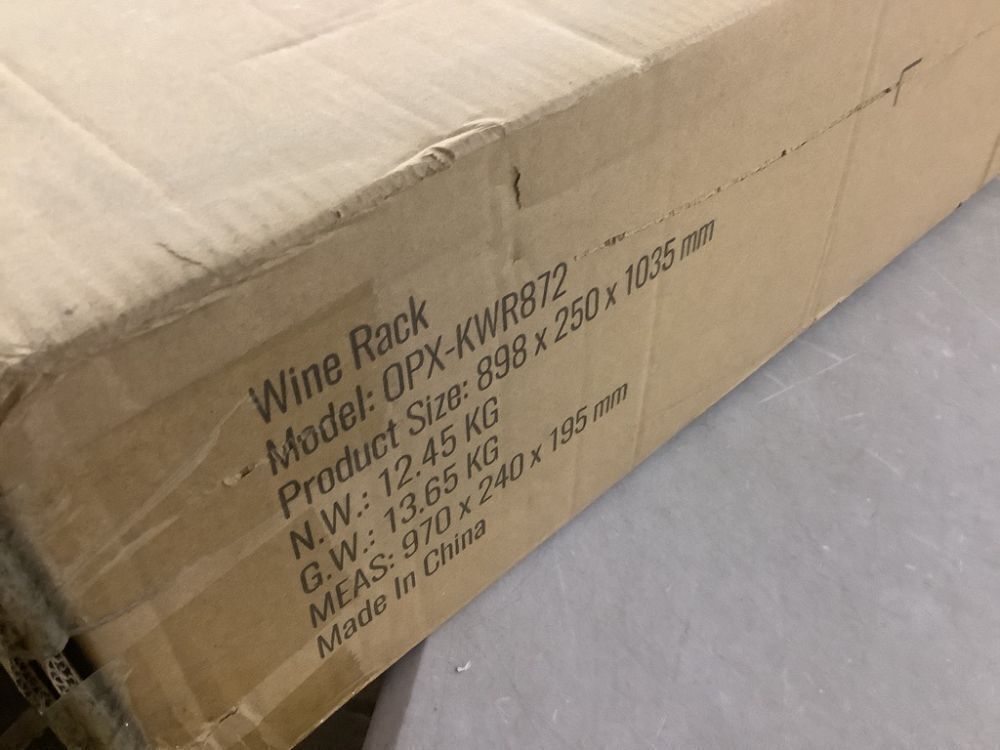 Wine Rack
Model: OPX-KWR872
Product Size: 898 x 250 x 1035 mm
N.W.: 12.45 KG
G.W.: 13.65 KG
MEAS: 970 x 240 x 195 mm
Made In China